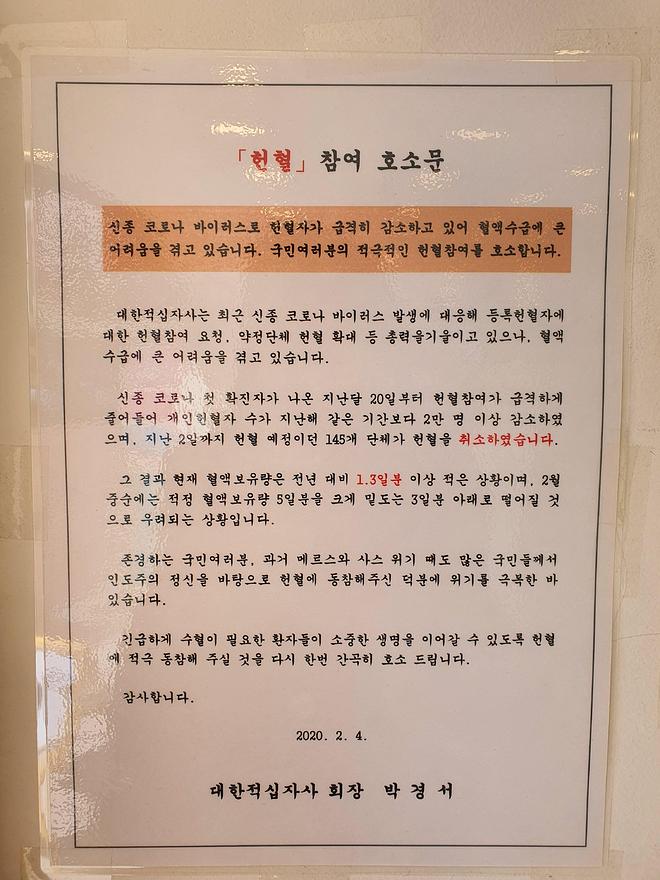 「헌혈」 참여 호소문
신종 코로나 바이러스로 헌혈자가 급격히 감소하고 있어 혈액수급에 큰
어려움을 겪고 있습니다. 국민여러분의 적극적인 헌혈참여를 호소합니다.
대한적십자사는 최근 신종 코로나 바이러스 발생에 대응해 등록헌혈자에
대한 헌혈참여 요청, 약정단체 헌혈 확대 등 총력을기울이고 있으나, 혈액
수급에 큰 어려움을 겪고 있습니다.
신종 코로나 첫 확진자가 나온 지난달 20일부터 헌혈참여가 급격하게
줄어들어 개인헌혈자 수가 지난해 같은 기간보다 2만 명 이상 감소하였
으며, 지난 2일까지 헌혈 예정이던 145개 단체가 헌혈을 취소하였습니다.
그 결과 현재 혈액보유량은 전년 대비 1.3일분 이상 적은 상황이며, 2월
중순에는 적정 혈액보유량 5일분을 크게 밑도는 3일분 아래로 떨어질 것
으로 우려되는 상황입니다.
존경하는 국민여러분, 과거 메르스와 사스 위기 때도 많은 국민들께서
인도주의 정신을 바탕으로 헌혈에 동참해주신 덕분에 위기를 극복한 바
있습니다.
긴급하게 수혈이 필요한 환자들이 소중한 생명을 이어갈 수 있도록 헌혈
에 적극 동참해 주실 것을 다시 한번 간곡히 호소 드립니다.
감사합니다.
2020. 2. 4.
대한적십자사 회장 박 경 서